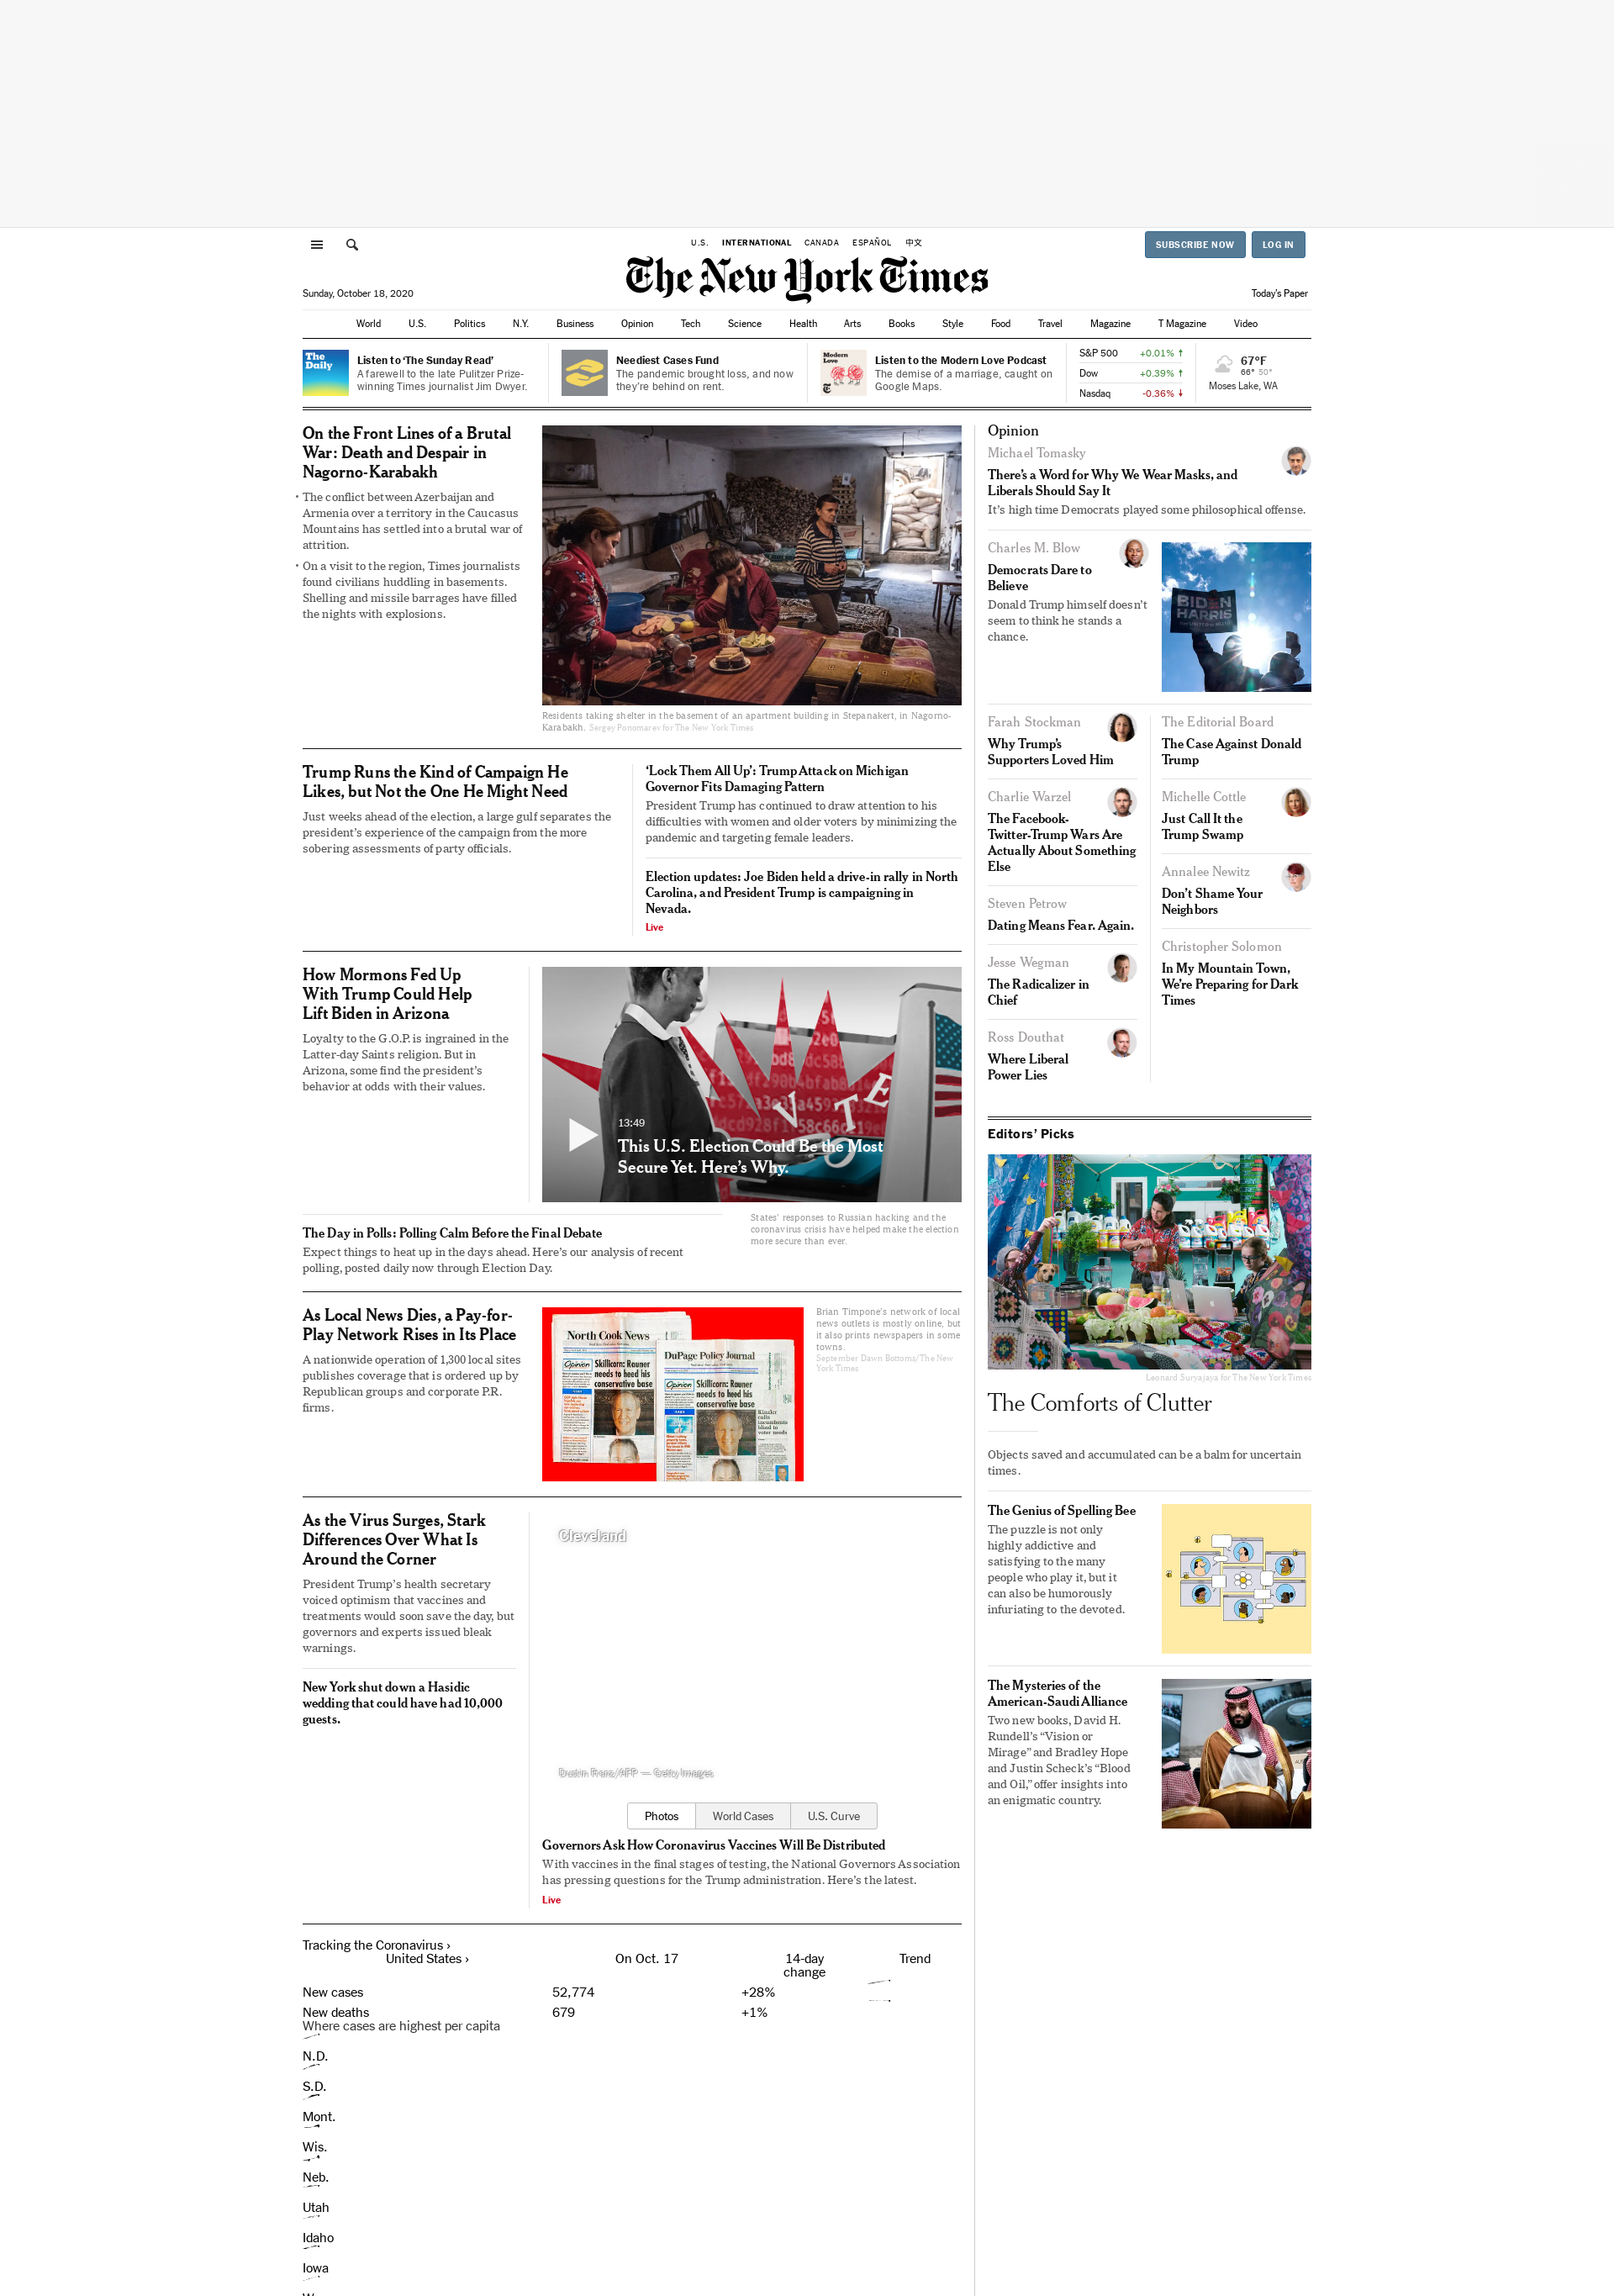 U.S. INTERNATIONAL CANADA ESPAÑOL 中文
SUBSCRIBE NOW
LOG IN
The New York Times
Sunday, October 18, 2020
Today's Paper
World U.S. Politics N.Y. Business Opinion Tech Science Health Arts Books Style Food Travel Magazine T Magazine Video
The
Daily
Listen to ‘The Sunday Read’
A farewell to the late Pulitzer Prize-
winning Times journalist Jim Dwyer.
Neediest Cases Fund
The pandemic brought loss, and now
they’re behind on rent.
Modern
Love
Listen to the Modern Love Podcast
The demise of a marriage, caught on
Google Maps.
S&P 500 +0.01% ↑
Dow +0.39% ↑
Nasdaq -0.36% ↓
67°F
66° 50°
Moses Lake, WA
On the Front Lines of a Brutal
War: Death and Despair in
Nagorno-Karabakh
• The conflict between Azerbaijan and
Armenia over a territory in the Caucasus
Mountains has settled into a brutal war of
attrition.
• On a visit to the region, Times journalists
found civilians huddling in basements.
Shelling and missile barrages have filled
the nights with explosions.
Residents taking shelter in the basement of an apartment building in Stepanakert, in Nagorno-
Karabakh. Sergey Ponomarev for The New York Times
Trump Runs the Kind of Campaign He
Likes, but Not the One He Might Need
Just weeks ahead of the election, a large gulf separates the
president’s experience of the campaign from the more
sobering assessments of party officials.
‘Lock Them All Up’: Trump Attack on Michigan
Governor Fits Damaging Pattern
President Trump has continued to draw attention to his
difficulties with women and older voters by minimizing the
pandemic and targeting female leaders.
Election updates: Joe Biden held a drive-in rally in North
Carolina, and President Trump is campaigning in
Nevada.
Live
How Mormons Fed Up
With Trump Could Help
Lift Biden in Arizona
Loyalty to the G.O.P. is ingrained in the
Latter-day Saints religion. But in
Arizona, some find the president’s
behavior at odds with their values.
VOTE
13:49
This U.S. Election Could Be the Most
Secure Yet. Here’s Why.
States’ responses to Russian hacking and the
coronavirus crisis have helped make the election
more secure than ever.
The Day in Polls: Polling Calm Before the Final Debate
Expect things to heat up in the days ahead. Here’s our analysis of recent
polling, posted daily now through Election Day.
As Local News Dies, a Pay-for-
Play Network Rises in Its Place
A nationwide operation of 1,300 local sites
publishes coverage that is ordered up by
Republican groups and corporate P.R.
firms.
North Cook News
Opinion
Skillicorn: Rauner
needs to heed his
conservative base
DuPage Policy Journal
Opinion
Skillicorn: Rauner
needs to heed his
conservative base
Kinzler
calls
incumbents
blind to
voter needs
Brian Timpone’s network of local
news outlets is mostly online, but
it also prints newspapers in some
towns.
September Dawn Bottoms/The New
York Times
As the Virus Surges, Stark
Differences Over What Is
Around the Corner
President Trump’s health secretary
voiced optimism that vaccines and
treatments would soon save the day, but
governors and experts issued bleak
warnings.
New York shut down a Hasidic
wedding that could have had 10,000
guests.
Cleveland
Dustin Franz/AFP — Getty Images
Photos World Cases U.S. Curve
Governors Ask How Coronavirus Vaccines Will Be Distributed
With vaccines in the final stages of testing, the National Governors Association
has pressing questions for the Trump administration. Here’s the latest.
Live
Tracking the Coronavirus ›
United States › On Oct. 17 14-day
change Trend
New cases 52,774 +28%
New deaths 679 +1%
Where cases are highest per capita
N.D.
S.D.
Mont.
Wis.
Neb.
Utah
Idaho
Iowa
Opinion
Michael Tomasky
There’s a Word for Why We Wear Masks, and
Liberals Should Say It
It’s high time Democrats played some philosophical offense.
Charles M. Blow
Democrats Dare to
Believe
Donald Trump himself doesn’t
seem to think he stands a
chance.
BIDEN
HARRIS
Farah Stockman
Why Trump’s
Supporters Loved Him
Charlie Warzel
The Facebook-
Twitter-Trump Wars Are
Actually About Something
Else
Steven Petrow
Dating Means Fear. Again.
Jesse Wegman
The Radicalizer in
Chief
Ross Douthat
Where Liberal
Power Lies
The Editorial Board
The Case Against Donald
Trump
Michelle Cottle
Just Call It the
Trump Swamp
Annalee Newitz
Don’t Shame Your
Neighbors
Christopher Solomon
In My Mountain Town,
We’re Preparing for Dark
Times
Editors’ Picks
Leonard Suryajaya for The New York Times
The Comforts of Clutter
Objects saved and accumulated can be a balm for uncertain
times.
The Genius of Spelling Bee
The puzzle is not only
highly addictive and
satisfying to the many
people who play it, but it
can also be humorously
infuriating to the devoted.
The Mysteries of the
American-Saudi Alliance
Two new books, David H.
Rundell’s “Vision or
Mirage” and Bradley Hope
and Justin Scheck’s “Blood
and Oil,” offer insights into
an enigmatic country.